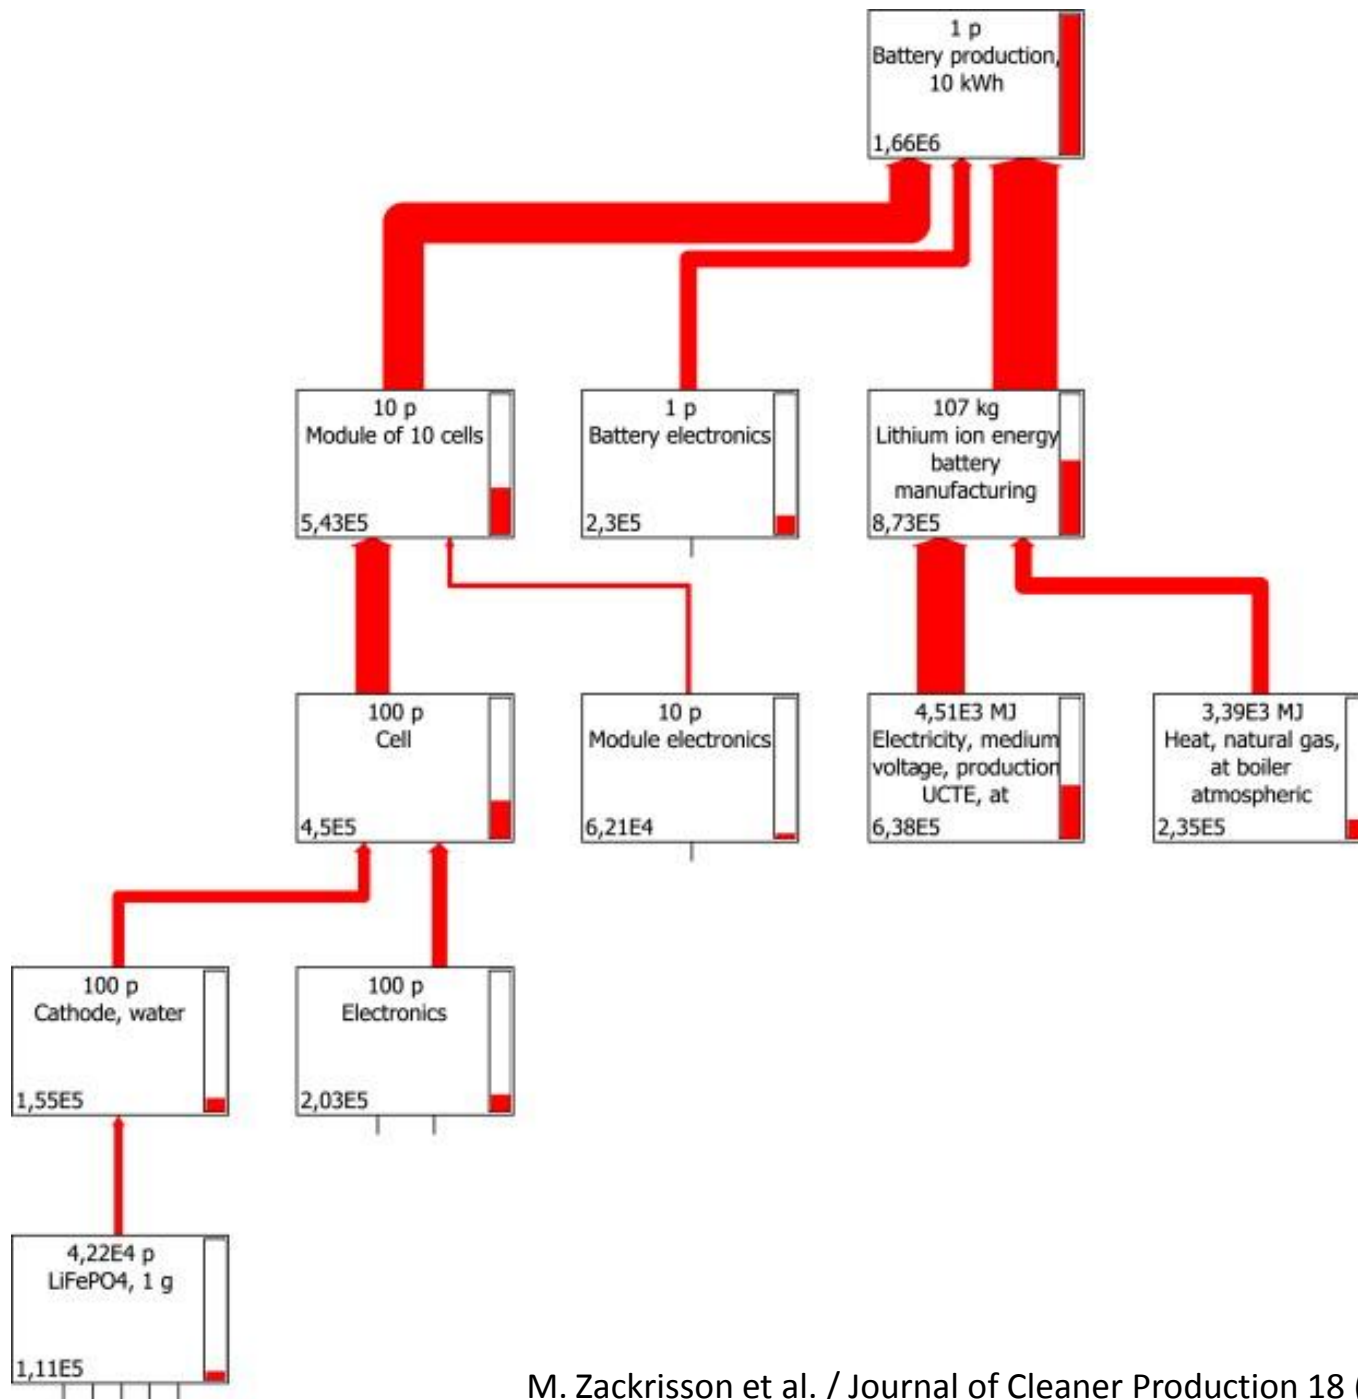 1 p
Battery production,
10 kWh
1,66E6
10 p
Module of 10 cells
5,43E5
1 p
Battery electronics
2,3E5
107 kg
Lithium ion energy
battery
manufacturing
8,73E5
100 p
Cell
4,5E5
10 p
Module electronics
6,21E4
4,51E3 MJ
Electricity, medium
voltage, production
UCTE, at
6,38E5
3,39E3 MJ
Heat, natural gas,
at boiler
atmospheric
2,35E5
100 p
Cathode, water
1,55E5
100 p
Electronics
2,03E5
4,22E4 p
LiFePO4, 1 g
1,11E5
M. Zackrisson et al. / Journal of Cleaner Production 18 (